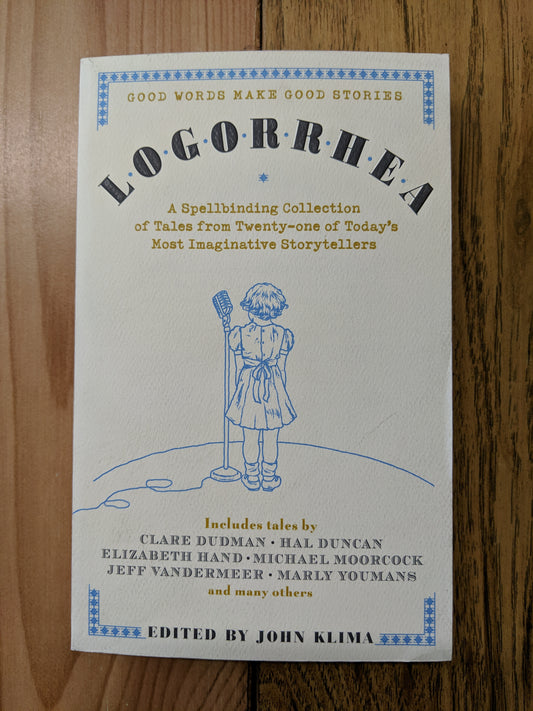 GOOD WORDS MAKE GOOD STORIES
L·O·G·O·R·R·H·E·A
A Spellbinding Collection
of Tales from Twenty-one of Today's
Most Imaginative Storytellers
Includes tales by
CLARE DUDMAN · HAL DUNCAN
ELIZABETH HAND · MICHAEL MOORCOCK
JEFF VANDERMEER · MARLY YOUMANS
and many others
EDITED BY JOHN KLIMA